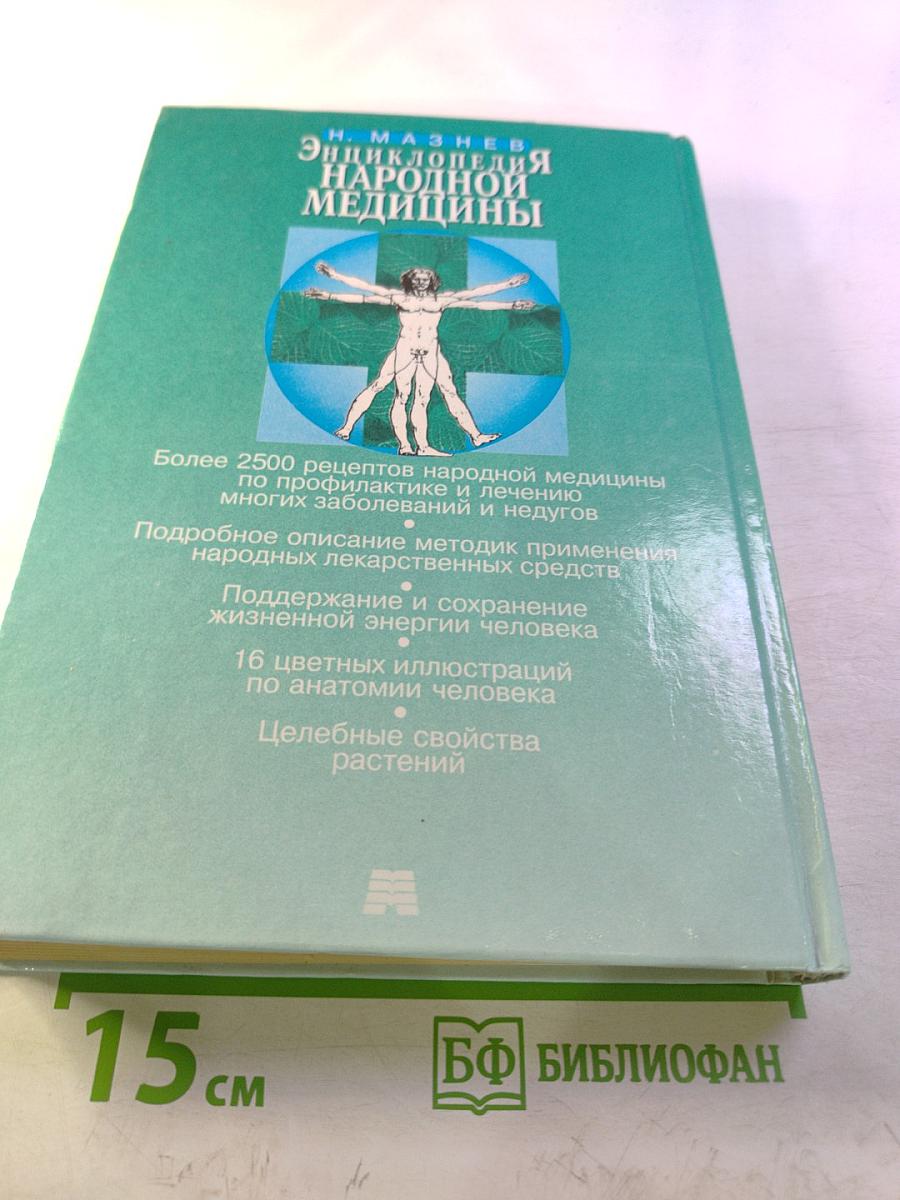 Н. МАЗНЕВ
ЭНЦИКЛОПЕДИЯ
НАРОДНОЙ
МЕДИЦИНЫ
Более 2500 рецептов народной медицины
по профилактике и лечению
многих заболеваний и недугов
•
Подробное описание методик применения
народных лекарственных средств
•
Поддержание и сохранение
жизненной энергии человека
•
16 цветных иллюстраций
по анатомии человека
•
Целебные свойства
растений
15 см
БФ БИБЛИОФАН